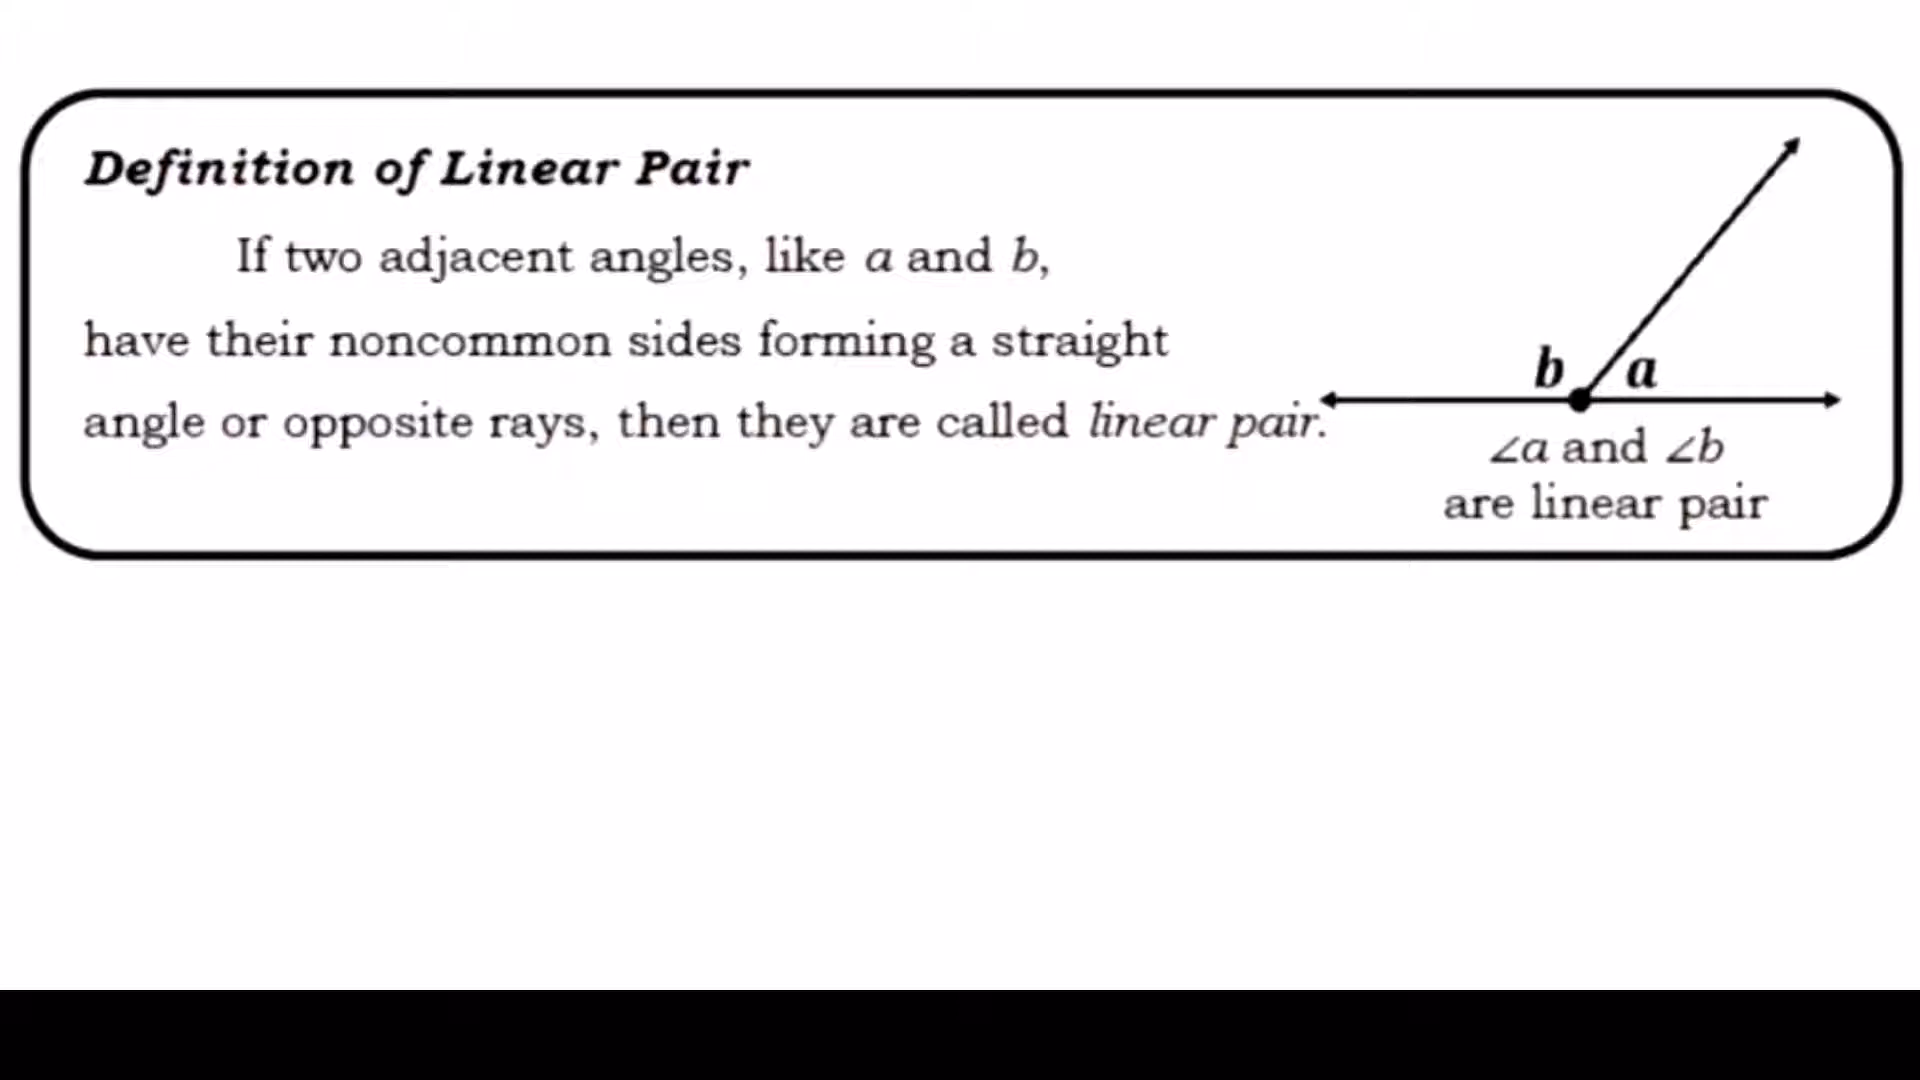 Definition of Linear Pair
If two adjacent angles, like a and b,
have their noncommon sides forming a straight
angle or opposite rays, then they are called linear pair.
b a
∠a and ∠b
are linear pair